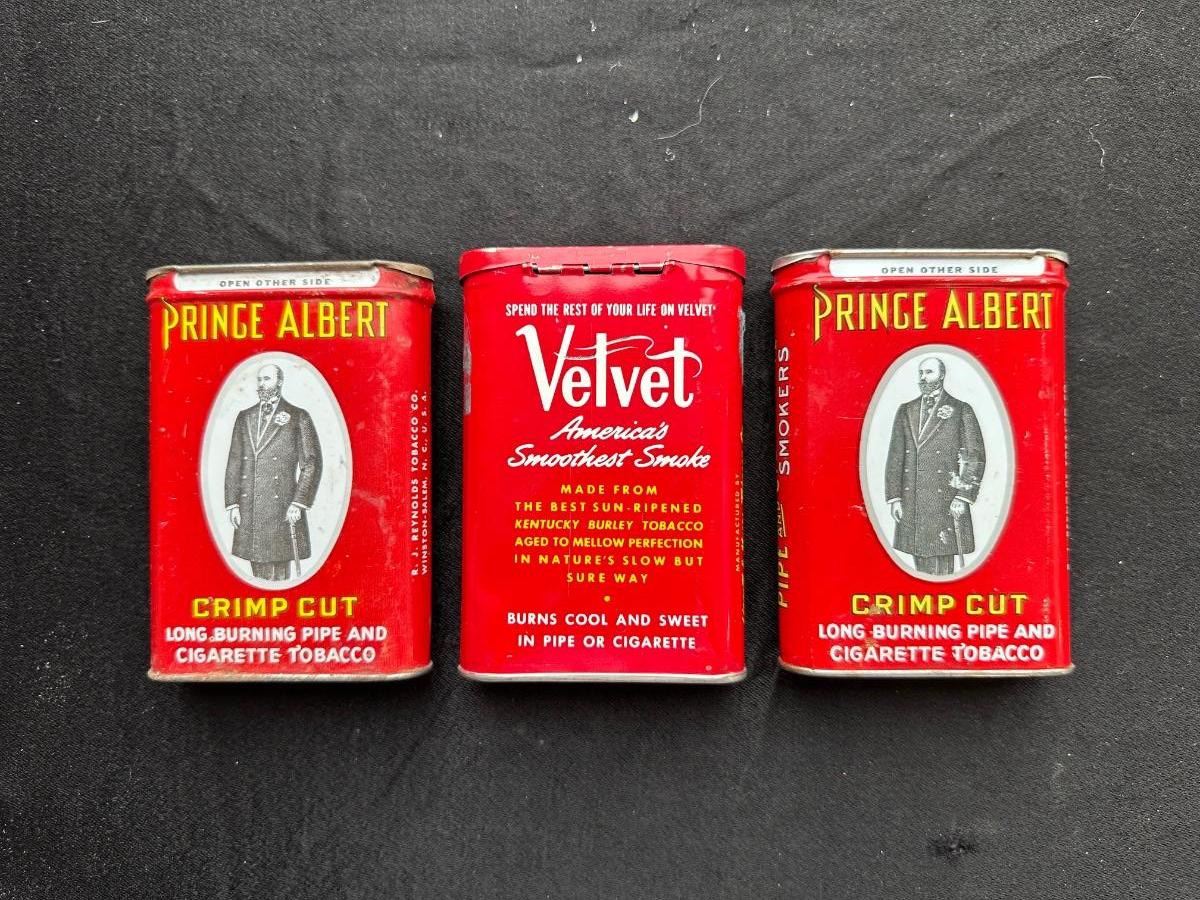 OPEN OTHER SIDE
PRINCE ALBERT
R. J. REYNOLDS TOBACCO CO.
WINSTON-SALEM, N. C., U. S. A.
CRIMP CUT
LONG BURNING PIPE AND
CIGARETTE TOBACCO
SPEND THE REST OF YOUR LIFE ON VELVET
Velvet
America's
Smoothest Smoke
MADE FROM
THE BEST SUN-RIPENED
KENTUCKY BURLEY TOBACCO
AGED TO MELLOW PERFECTION
IN NATURE'S SLOW BUT
SURE WAY
BURNS COOL AND SWEET
IN PIPE OR CIGARETTE
MANUFACTURED BY
OPEN OTHER SIDE
PRINCE ALBERT
PIPE AND
SMOKERS
CRIMP CUT
LONG BURNING PIPE AND
CIGARETTE TOBACCO